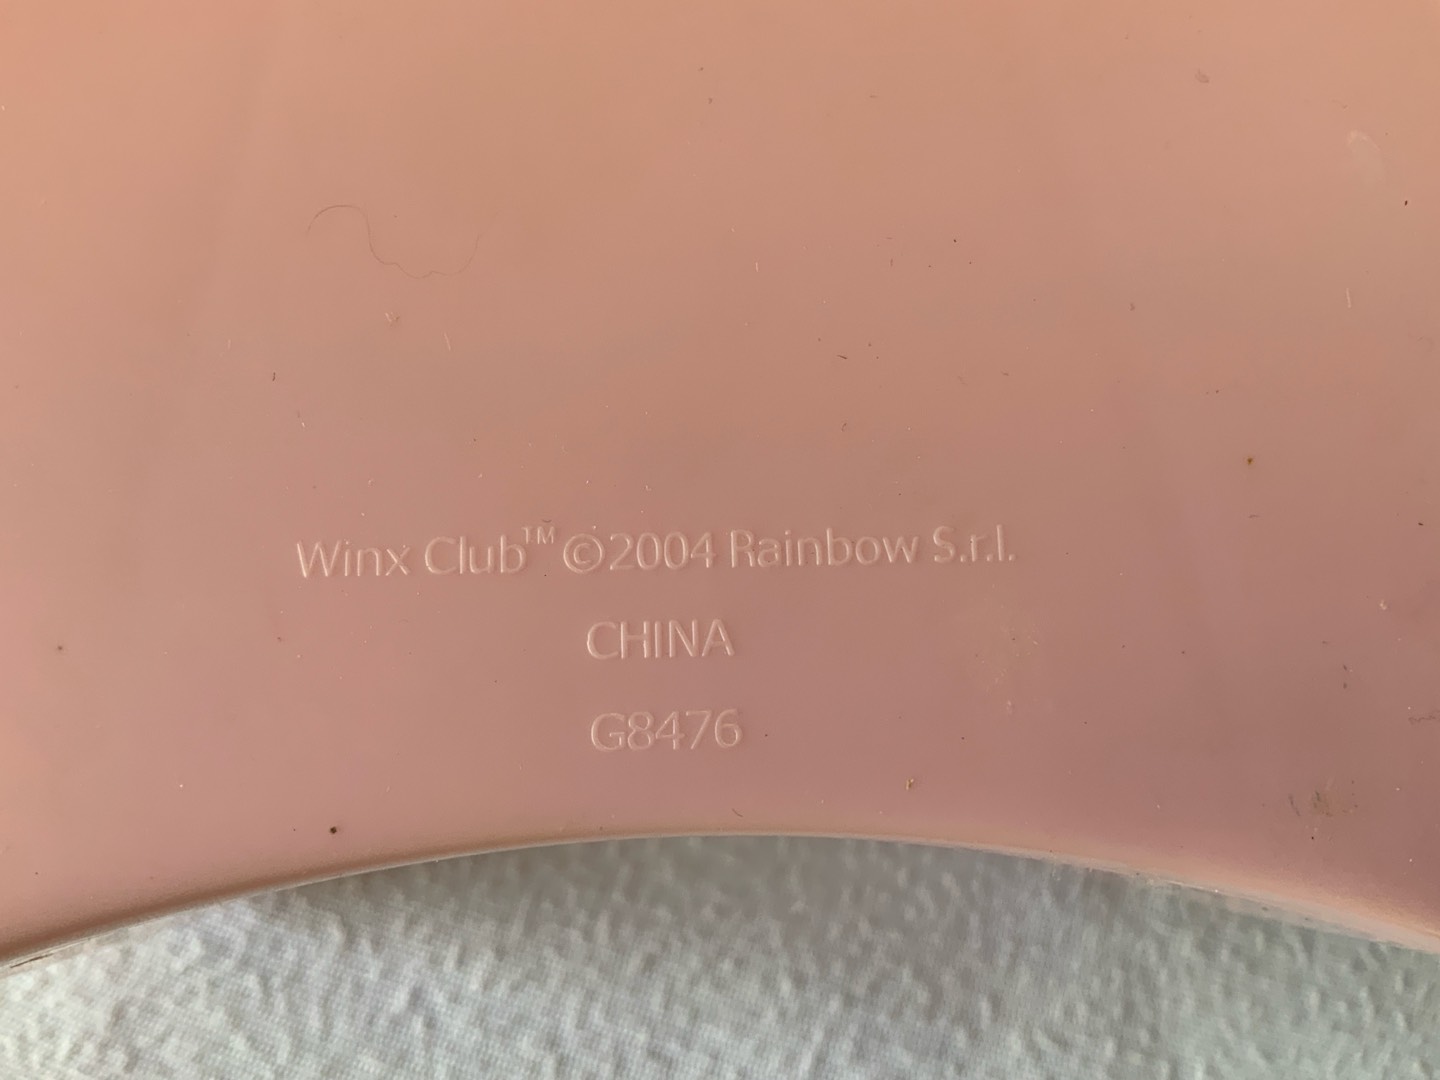 Winx Club™ ©2004 Rainbow S.r.l.
CHINA
G8476